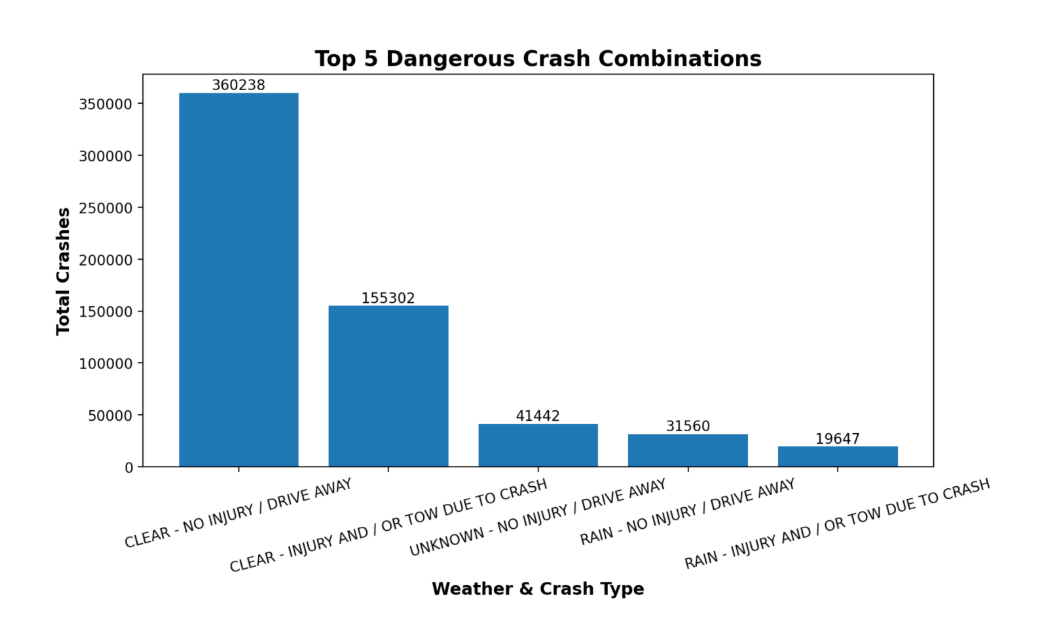 Top 5 Dangerous Crash Combinations
Total Crashes
350000
300000
250000
200000
150000
100000
50000
0
360238
155302
41442
31560
19647
CLEAR - NO INJURY / DRIVE AWAY
CLEAR - INJURY AND / OR TOW DUE TO CRASH
UNKNOWN - NO INJURY / DRIVE AWAY
RAIN - NO INJURY / DRIVE AWAY
RAIN - INJURY AND / OR TOW DUE TO CRASH
Weather & Crash Type